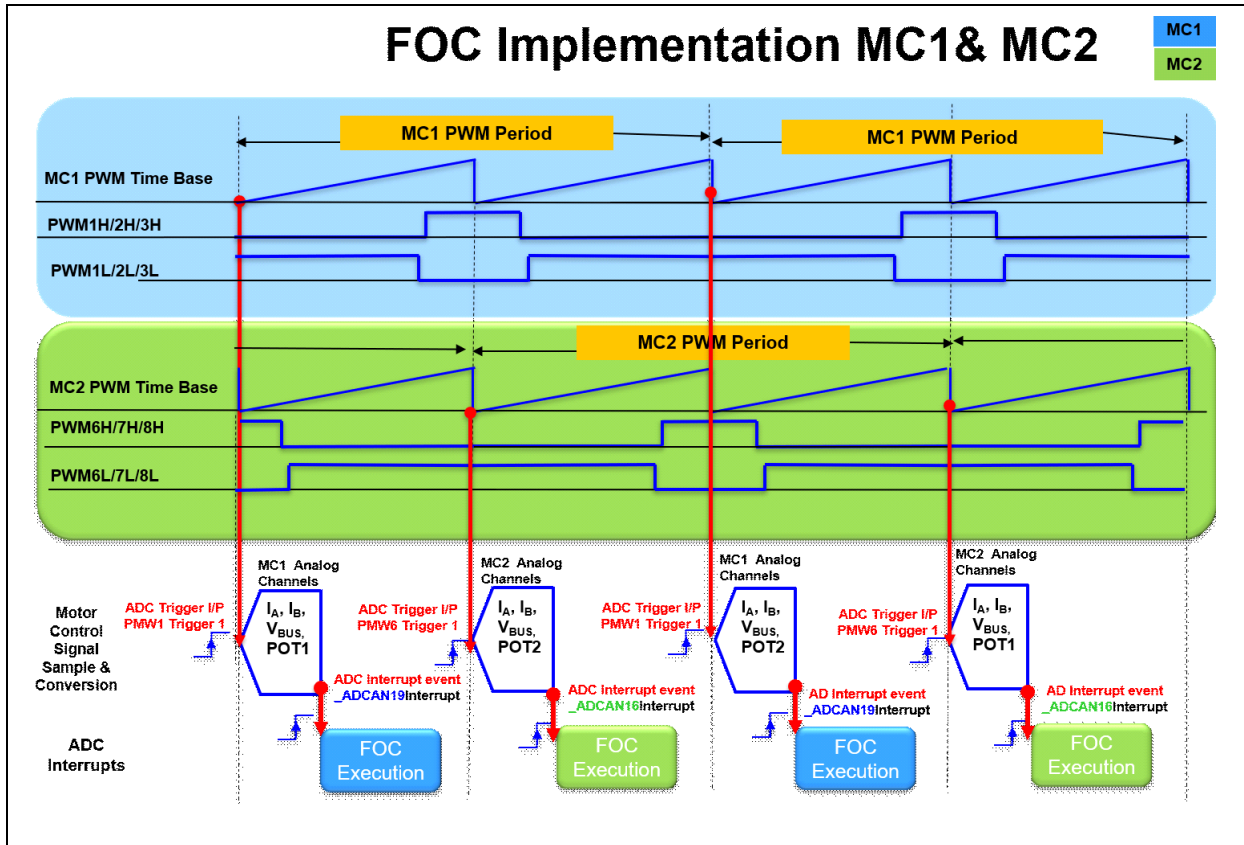 FOC Implementation MC1& MC2
MC1
MC2
MC1 PWM Period
MC1 PWM Period
MC1 PWM Time Base
PWM1H/2H/3H
PWM1L/2L/3L
MC2 PWM Period
MC2 PWM Time Base
PWM6H/7H/8H
PWM6L/7L/8L
Motor
Control
Signal
Sample &
Conversion
ADC Trigger I/P
PMW1 Trigger 1
MC1 Analog
Channels
IA, IB,
VBUS,
POT1
ADC Interrupt event
_ADCAN19Interrupt
ADC Trigger I/P
PMW6 Trigger 1
MC2 Analog
Channels
IA, IB,
VBUS,
POT2
ADC Interrupt event
_ADCAN16Interrupt
ADC Trigger I/P
PMW1 Trigger 1
MC1 Analog
Channels
IA, IB,
VBUS,
POT2
AD Interrupt event
_ADCAN19Interrupt
ADC Trigger I/P
PMW6 Trigger 1
MC2 Analog
Channels
IA, IB,
VBUS,
POT1
AD Interrupt event
_ADCAN16Interrupt
ADC
Interrupts
FOC
Execution
FOC
Execution
FOC
Execution
FOC
Execution